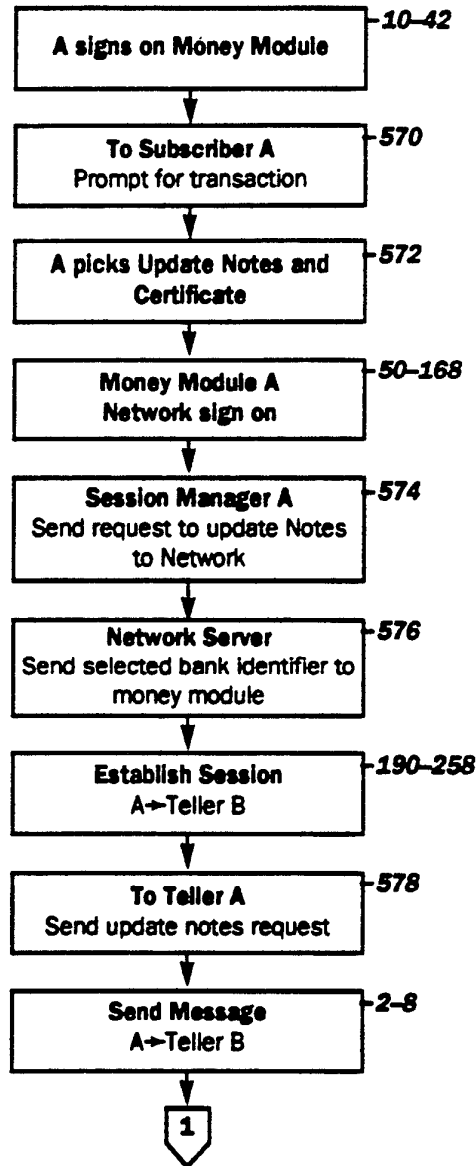 10–42
A signs on Money Module
570
To Subscriber A
Prompt for transaction
572
A picks Update Notes and
Certificate
50–168
Money Module A
Network sign on
574
Session Manager A
Send request to update Notes
to Network
576
Network Server
Send selected bank identifier to
money module
190–258
Establish Session
A→Teller B
578
To Teller A
Send update notes request
2–8
Send Message
A→Teller B
1